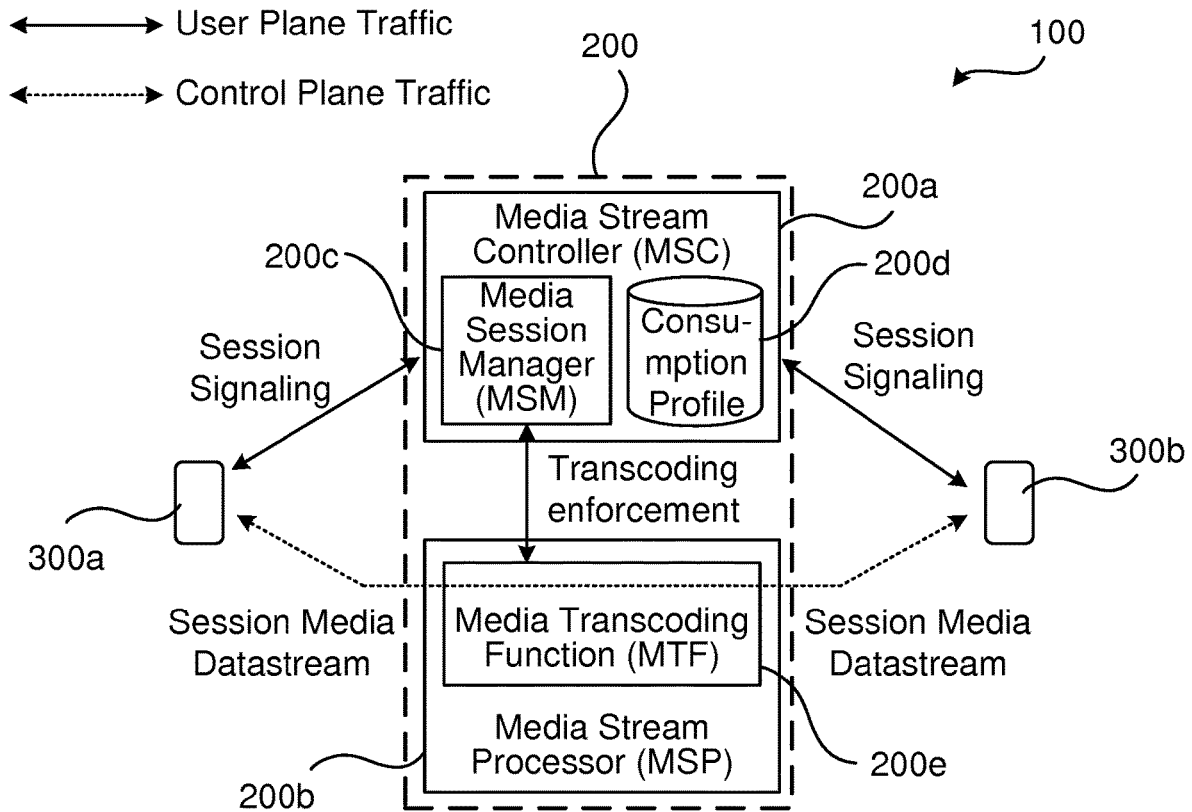 User Plane Traffic
Control Plane Traffic
200
100
200a
Media Stream
Controller (MSC)
200c
200d
Media
Session
Manager
(MSM)
Consu-
mption
Profile
Session
Signaling
Session
Signaling
Transcoding
enforcement
300a
300b
Session Media
Datastream
Media Transcoding
Function (MTF)
Session Media
Datastream
Media Stream
Processor (MSP)
200b
200e